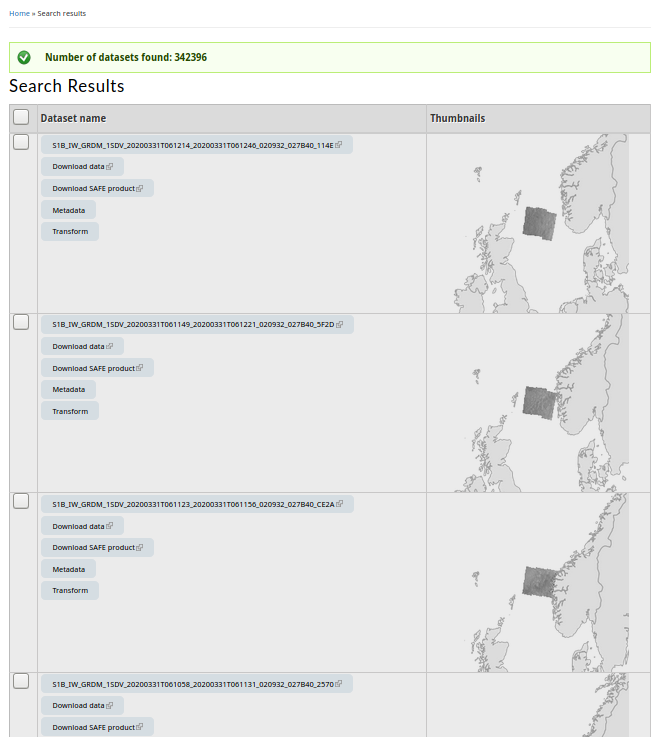 Home » Search results
Number of datasets found: 342396
Search Results
Dataset name Thumbnails
S1B_IW_GRDM_1SDV_20200331T061214_20200331T061246_020932_027B40_114E
Download data
Download SAFE product
Metadata
Transform
S1B_IW_GRDM_1SDV_20200331T061149_20200331T061221_020932_027B40_5F2D
Download data
Download SAFE product
Metadata
Transform
S1B_IW_GRDM_1SDV_20200331T061123_20200331T061156_020932_027B40_CE2A
Download data
Download SAFE product
Metadata
Transform
S1B_IW_GRDM_1SDV_20200331T061058_20200331T061131_020932_027B40_2570
Download data
Download SAFE product